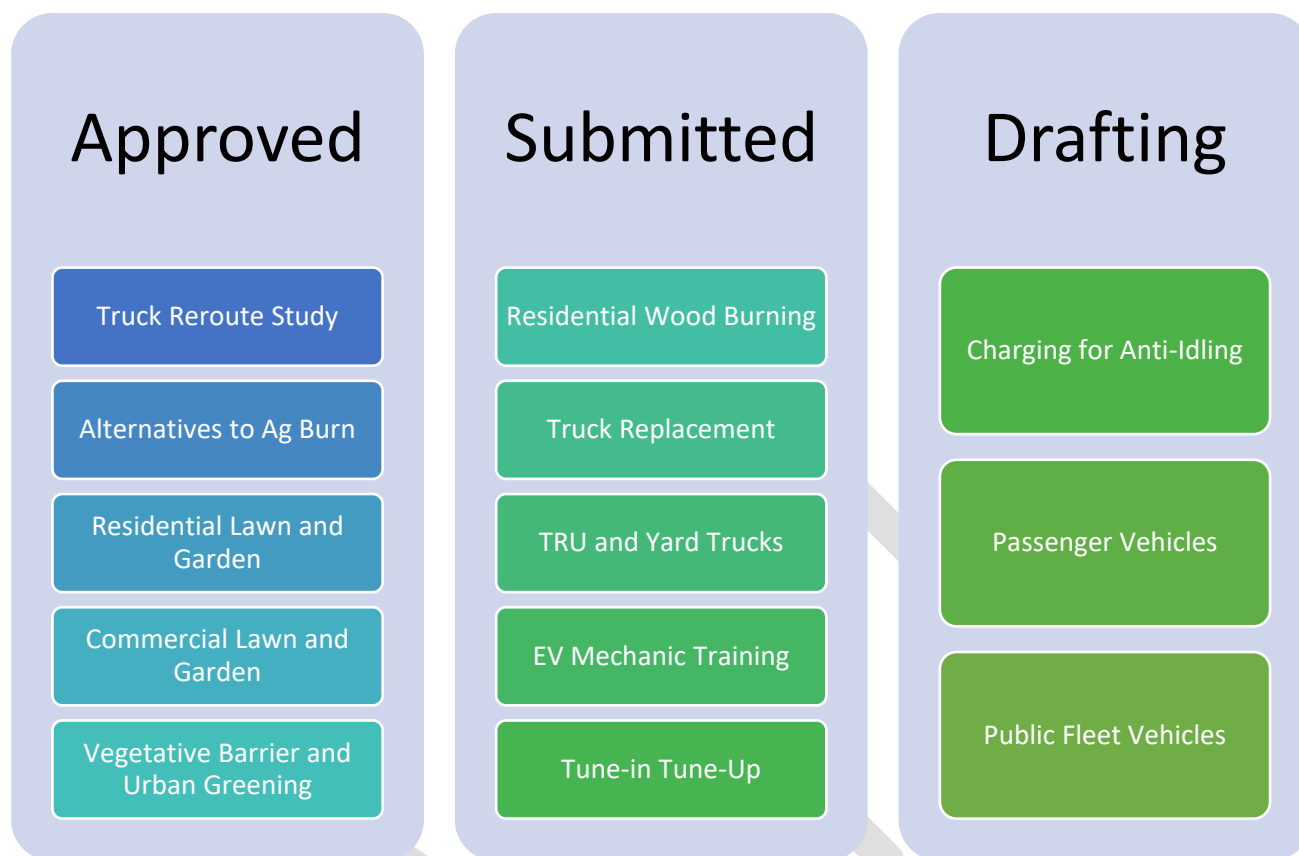 Approved
Truck Reroute Study
Alternatives to Ag Burn
Residential Lawn and
Garden
Commercial Lawn and
Garden
Vegetative Barrier and
Urban Greening
Submitted
Residential Wood Burning
Truck Replacement
TRU and Yard Trucks
EV Mechanic Training
Tune-in Tune-Up
Drafting
Charging for Anti-Idling
Passenger Vehicles
Public Fleet Vehicles